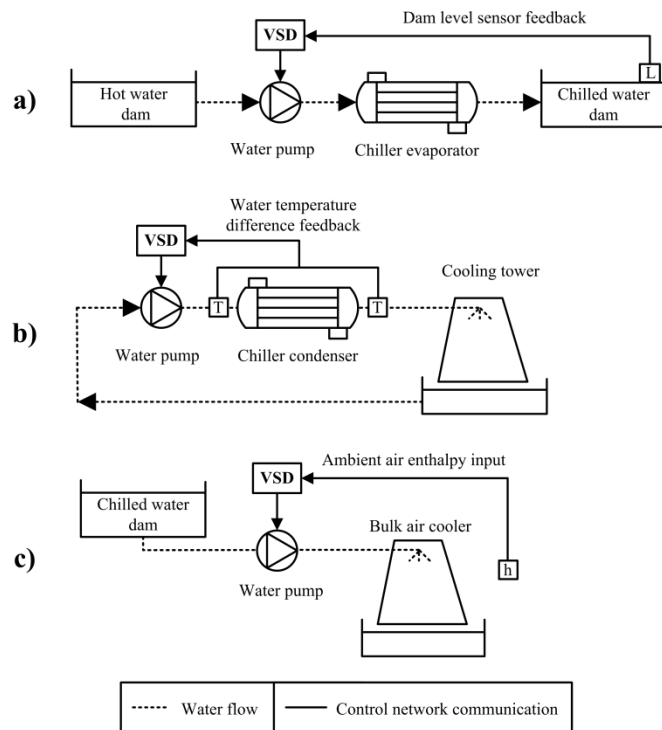 Dam level sensor feedback
VSD
L
a)
Hot water
dam
Chilled water
dam
Water pump
Chiller evaporator
Water temperature
difference feedback
VSD
Cooling tower
T
T
b)
Water pump
Chiller condenser
Ambient air enthalpy input
VSD
Chilled water
dam
Bulk air cooler
c)
h
Water pump
Water flow
Control network communication